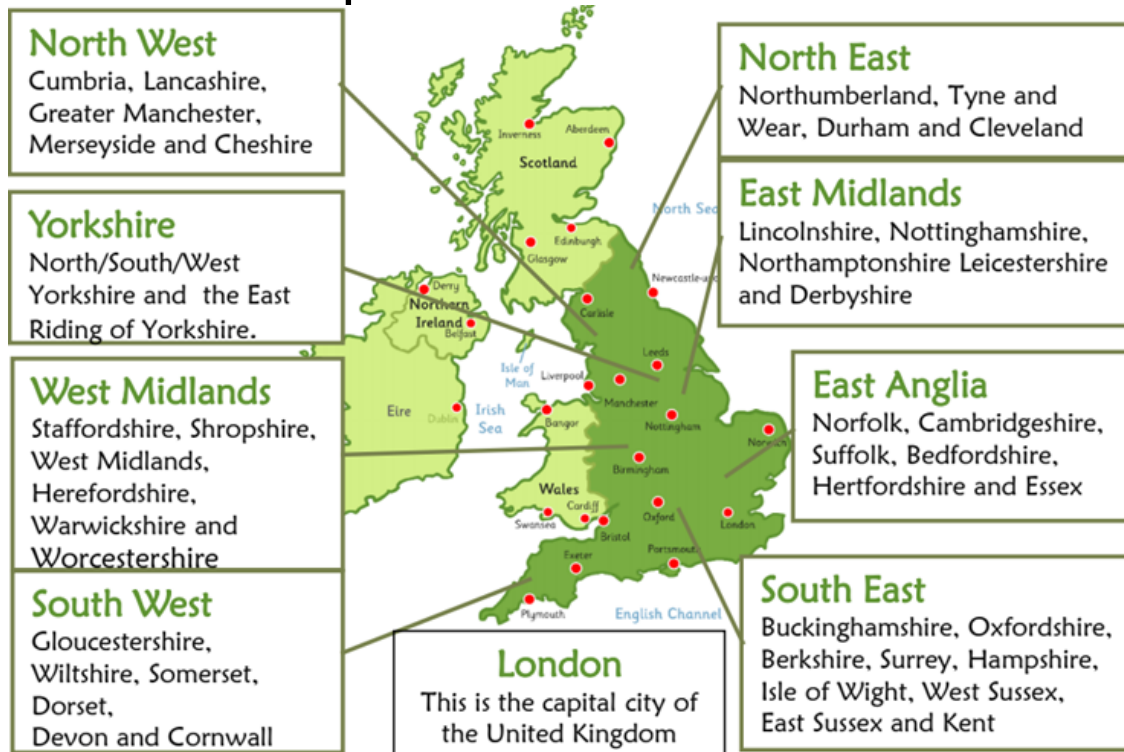 North West
Cumbria, Lancashire,
Greater Manchester,
Merseyside and Cheshire
Yorkshire
North/South/West
Yorkshire and the East
Riding of Yorkshire.
West Midlands
Staffordshire, Shropshire,
West Midlands,
Herefordshire,
Warwickshire and
Worcestershire
South West
Gloucestershire,
Wiltshire, Somerset,
Dorset,
Devon and Cornwall
Inverness
Aberdeen
Scotland
North Sea
Edinburgh
Glasgow
Newcastle-upo
Derry
Northern
Ireland
Belfast
Carlisle
Isle of
Man
Leeds
Liverpool
Manchester
Eire
Dublin
Irish
Sea
Bangor
Nottingham
Norwich
Birmingham
Wales
Cardiff
Swansea
Oxford
London
Bristol
Exeter
Portsmout
Plymouth
English Channel
London
This is the capital city of
the United Kingdom
North East
Northumberland, Tyne and
Wear, Durham and Cleveland
East Midlands
Lincolnshire, Nottinghamshire,
Northamptonshire Leicestershire
and Derbyshire
East Anglia
Norfolk, Cambridgeshire,
Suffolk, Bedfordshire,
Hertfordshire and Essex
South East
Buckinghamshire, Oxfordshire,
Berkshire, Surrey, Hampshire,
Isle of Wight, West Sussex,
East Sussex and Kent